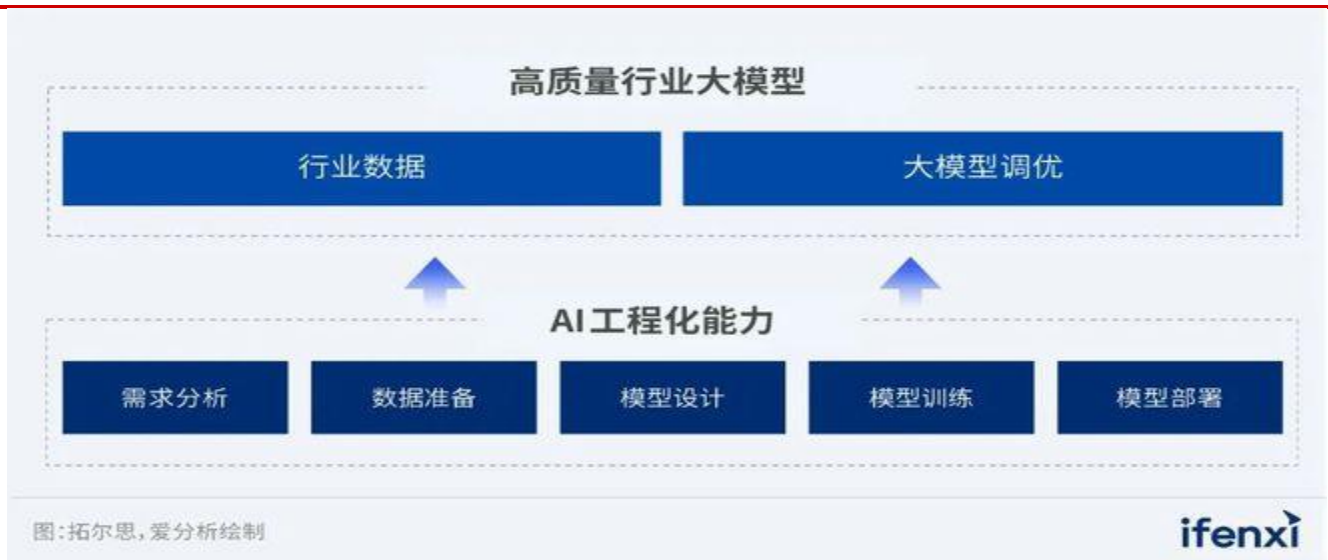 高质量行业大模型
行业数据
大模型调优
AI工程化能力
需求分析
数据准备
模型设计
模型训练
模型部署
图:拓尔思,爱分析绘制
ifenxi